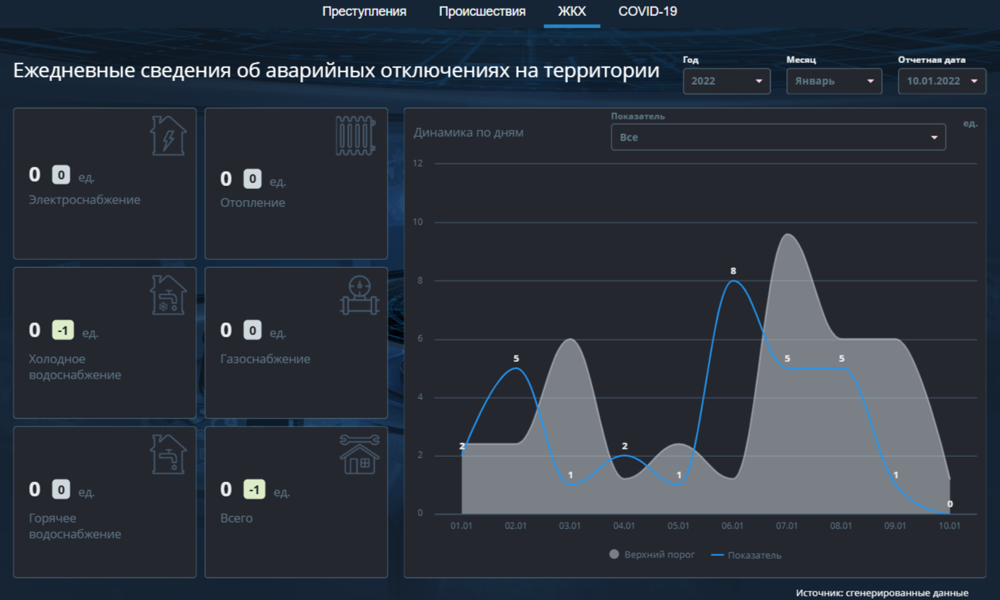 Преступления Происшествия ЖКХ COVID-19
Ежедневные сведения об аварийных отключениях на территории
Год
2022
Месяц
Январь
Отчетная дата
10.01.2022
0 0 ед.
Электроснабжение
0 0 ед.
Отопление
0 -1 ед.
Холодное
водоснабжение
0 0 ед.
Газоснабжение
0 0 ед.
Горячее
водоснабжение
0 -1 ед.
Всего
Динамика по дням
Показатель
Все
ед.
12
10
8
6
4
2
0
2 5 1 2 1 8 5 5 1 0
01.01 02.01 03.01 04.01 05.01 06.01 07.01 08.01 09.01 10.01
Верхний порог Показатель
Источник: сгенерированные данные